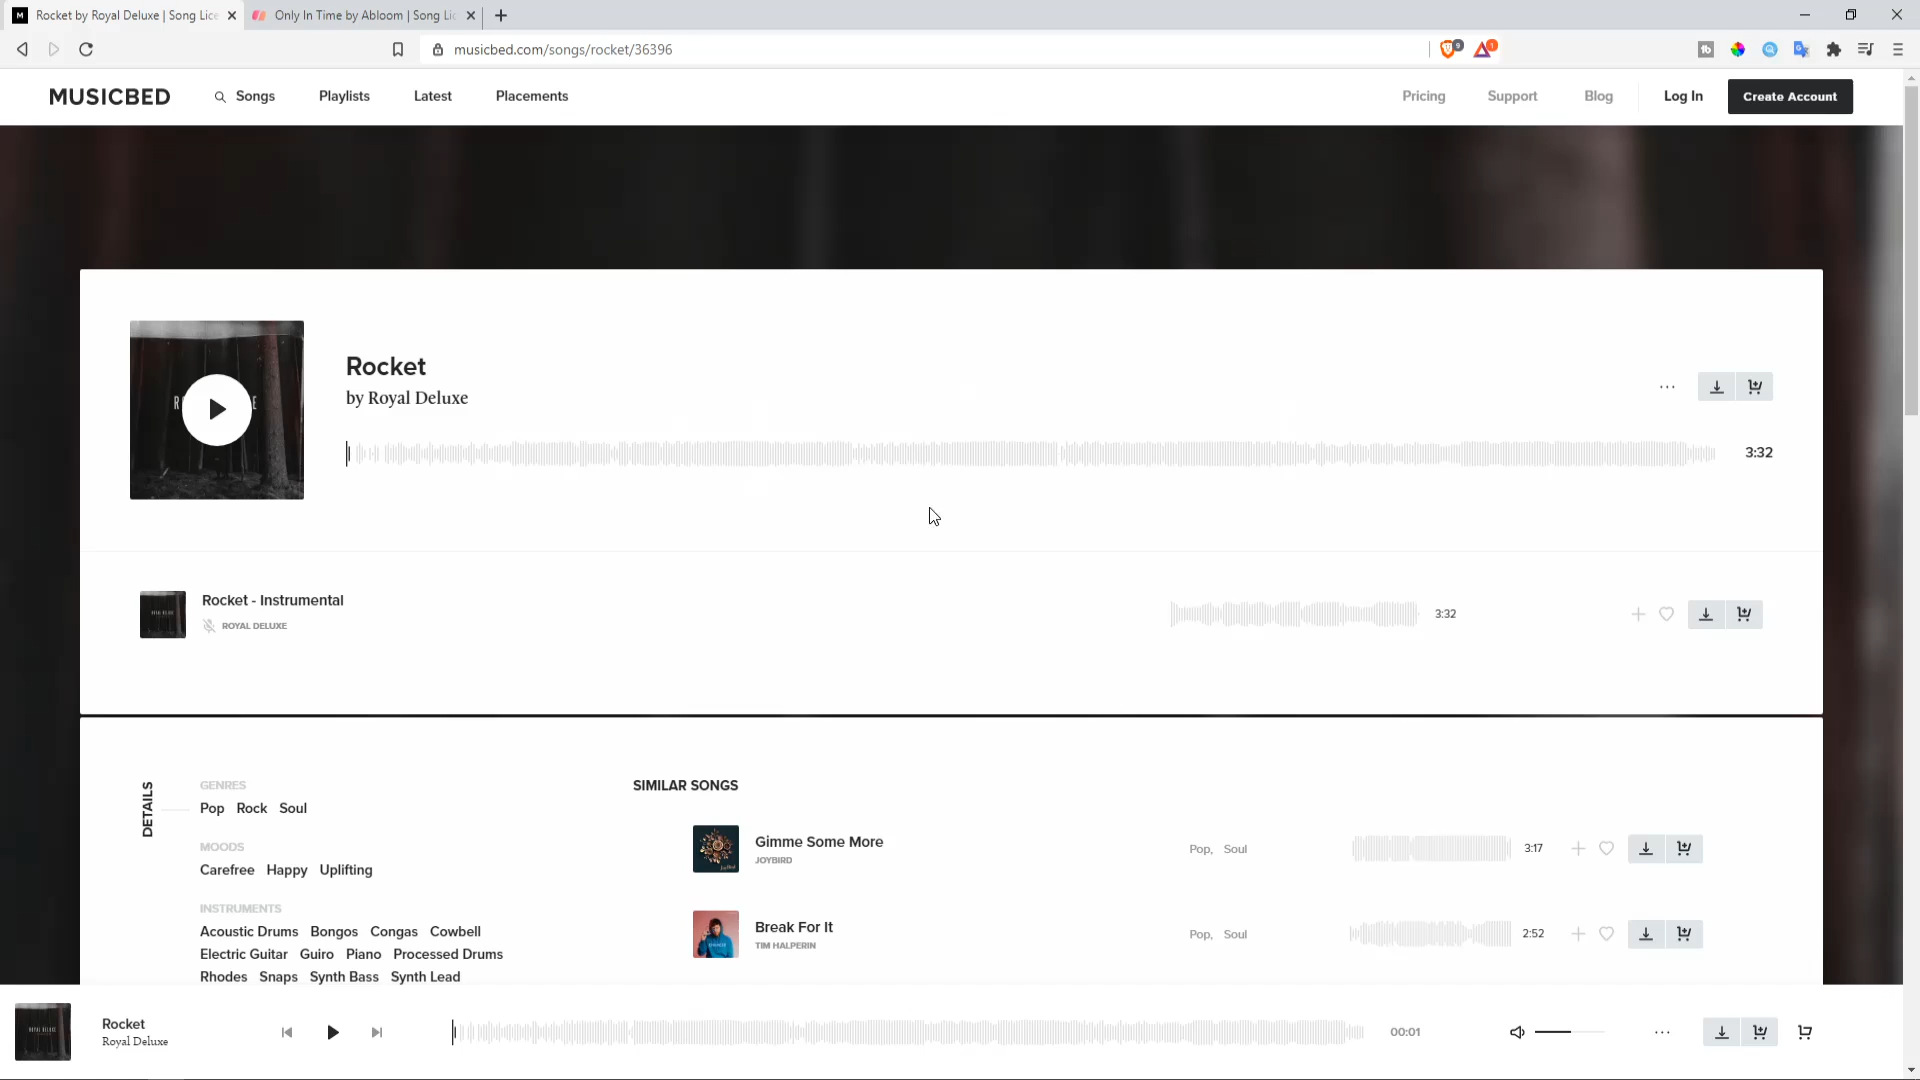 Rocket by Royal Deluxe | Song Lice
Only In Time by Abloom | Song Lic
musicbed.com/songs/rocket/36396
9
1
MUSICBED
Songs
Playlists
Latest
Placements
Pricing
Support
Blog
Log In
Create Account
Rocket
by Royal Deluxe
3:32
Rocket - Instrumental
ROYAL DELUXE
3:32
DETAILS
GENRES
Pop Rock Soul
MOODS
Carefree Happy Uplifting
INSTRUMENTS
Acoustic Drums Bongos Congas Cowbell
Electric Guitar Guiro Piano Processed Drums
Rhodes Snaps Synth Bass Synth Lead
SIMILAR SONGS
Gimme Some More
JOYBIRD
Pop, Soul
3:17
Break For It
TIM HALPERIN
Pop, Soul
2:52
Rocket
Royal Deluxe
00:01